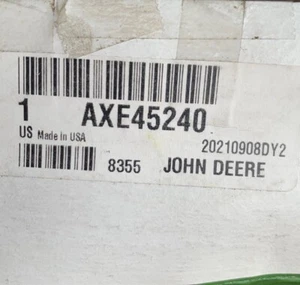 1 AXE45240
US Made in USA
20210908DY2
8355 JOHN DEERE